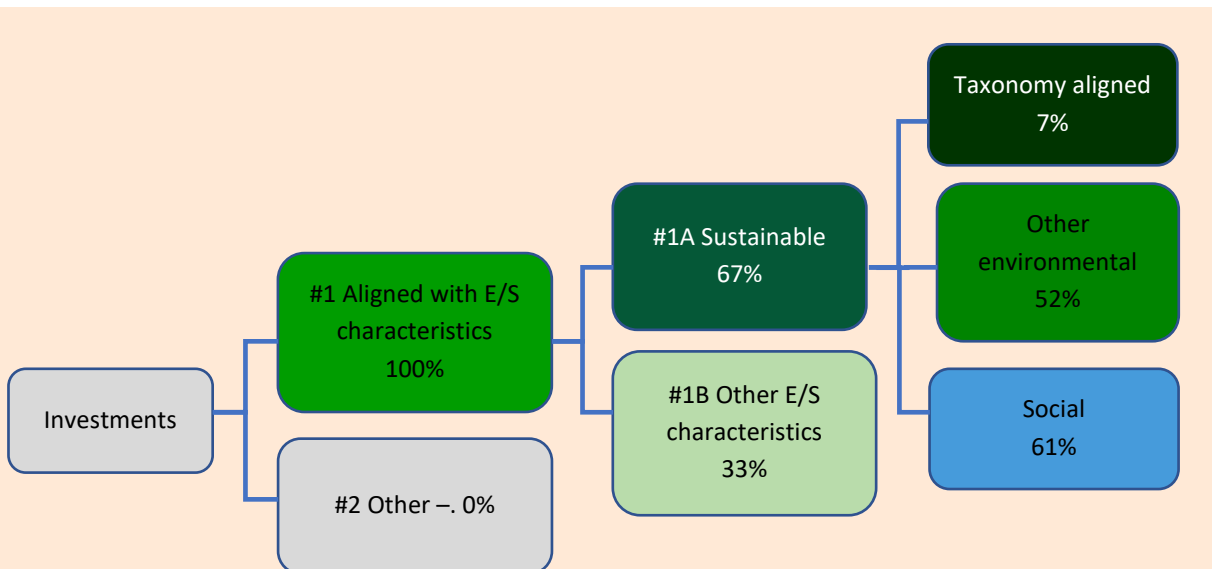 Investments
#1 Aligned with E/S
characteristics
100%
#2 Other –. 0%
#1A Sustainable
67%
#1B Other E/S
characteristics
33%
Taxonomy aligned
7%
Other
environmental
52%
Social
61%